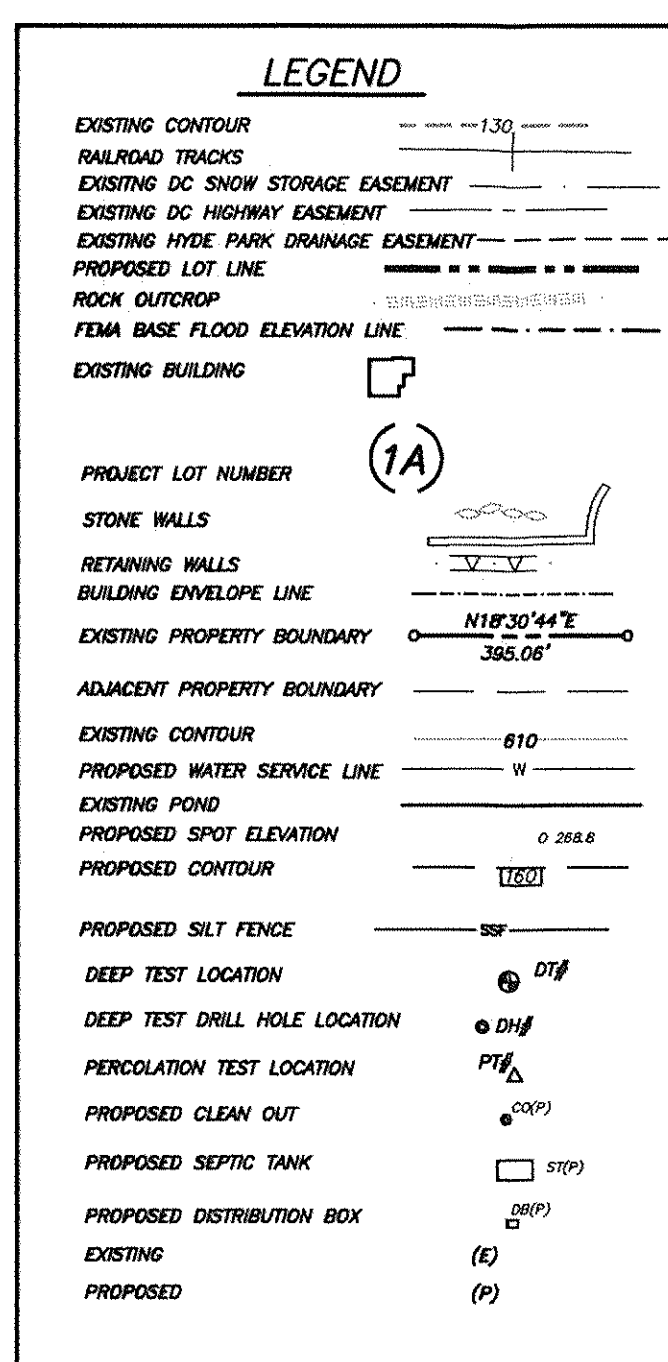 LEGEND
EXISTING CONTOUR 130
RAILROAD TRACKS
EXISITNG DC SNOW STORAGE EASEMENT
EXISTING DC HIGHWAY EASEMENT
EXISTING HYDE PARK DRAINAGE EASEMENT
PROPOSED LOT LINE
ROCK OUTCROP
FEMA BASE FLOOD ELEVATION LINE
EXISTING BUILDING
PROJECT LOT NUMBER (1A)
STONE WALLS
RETAINING WALLS
BUILDING ENVELOPE LINE
EXISTING PROPERTY BOUNDARY N18°30'44"E
395.06'
ADJACENT PROPERTY BOUNDARY
EXISTING CONTOUR 610
PROPOSED WATER SERVICE LINE W
EXISTING POND
PROPOSED SPOT ELEVATION O 268.8
PROPOSED CONTOUR 160
PROPOSED SILT FENCE SSF
DEEP TEST LOCATION DT#
DEEP TEST DRILL HOLE LOCATION DH#
PERCOLATION TEST LOCATION PT#
PROPOSED CLEAN OUT CO(P)
PROPOSED SEPTIC TANK ST(P)
PROPOSED DISTRIBUTION BOX DB(P)
EXISTING (E)
PROPOSED (P)